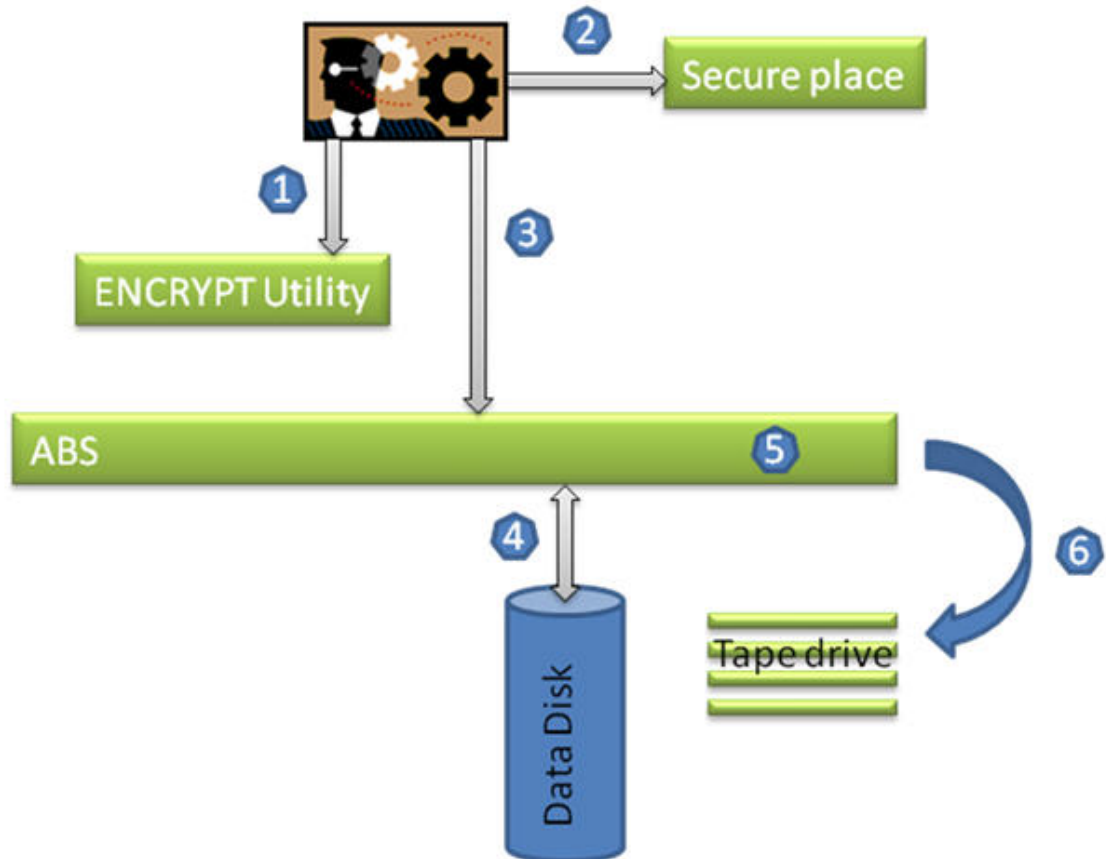 2
Secure place
1
3
ENCRYPT Utility
ABS
5
4
6
Tape drive
Data Disk